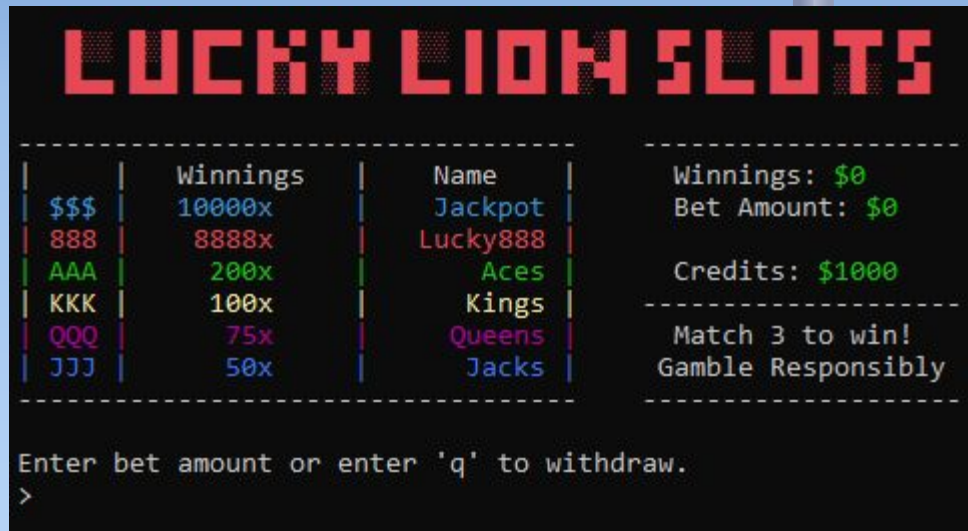 LUCKY LION SLOTS
Winnings Name
$$$ 10000x Jackpot
888 8888x Lucky888
AAA 200x Aces
KKK 100x Kings
QQQ 75x Queens
JJJ 50x Jacks
Winnings: $0
Bet Amount: $0
Credits: $1000
Match 3 to win!
Gamble Responsibly
Enter bet amount or enter 'q' to withdraw.
>